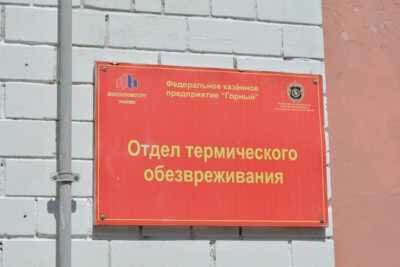 Федеральное казённое
предприятие "Горный"
Отдел термического
обезвреживания